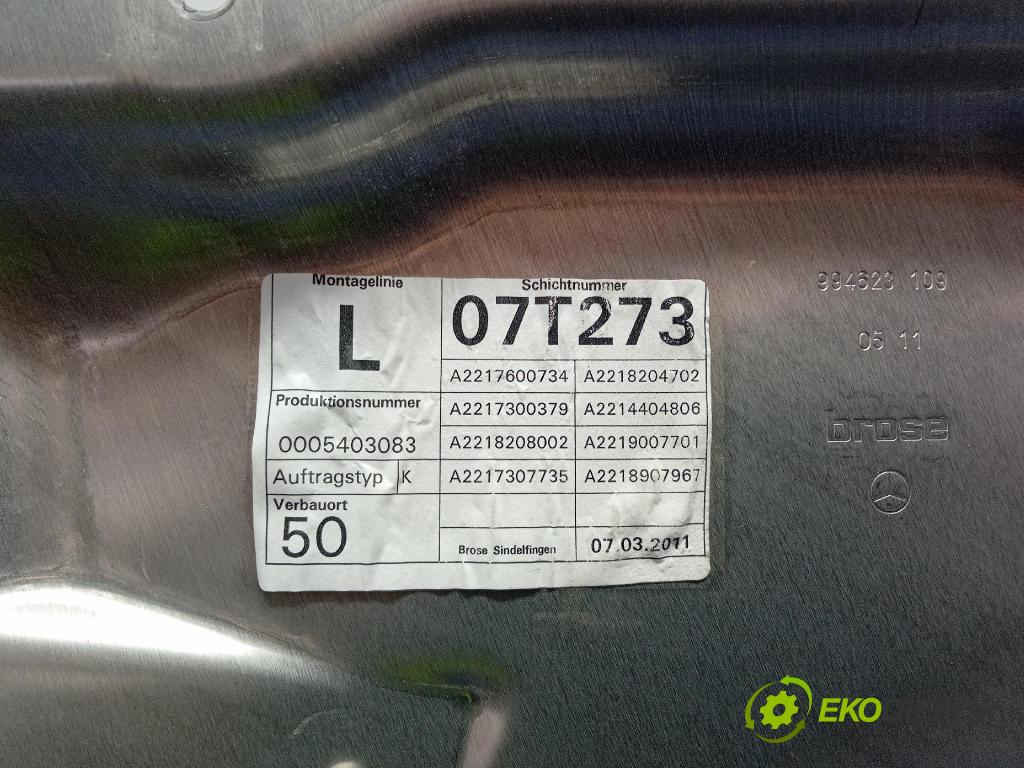 Montagelinie
L
Schichtnummer
07T273
A2217600734 A2218204702
Produktionsnummer
0005403083
A2217300379 A2214404806
A2218208002 A2219007701
Auftragstyp K
A2217307735 A2218907967
Verbauort
50
Brose Sindelfingen
07.03.2011
994623 109
05 11
brose
EKO